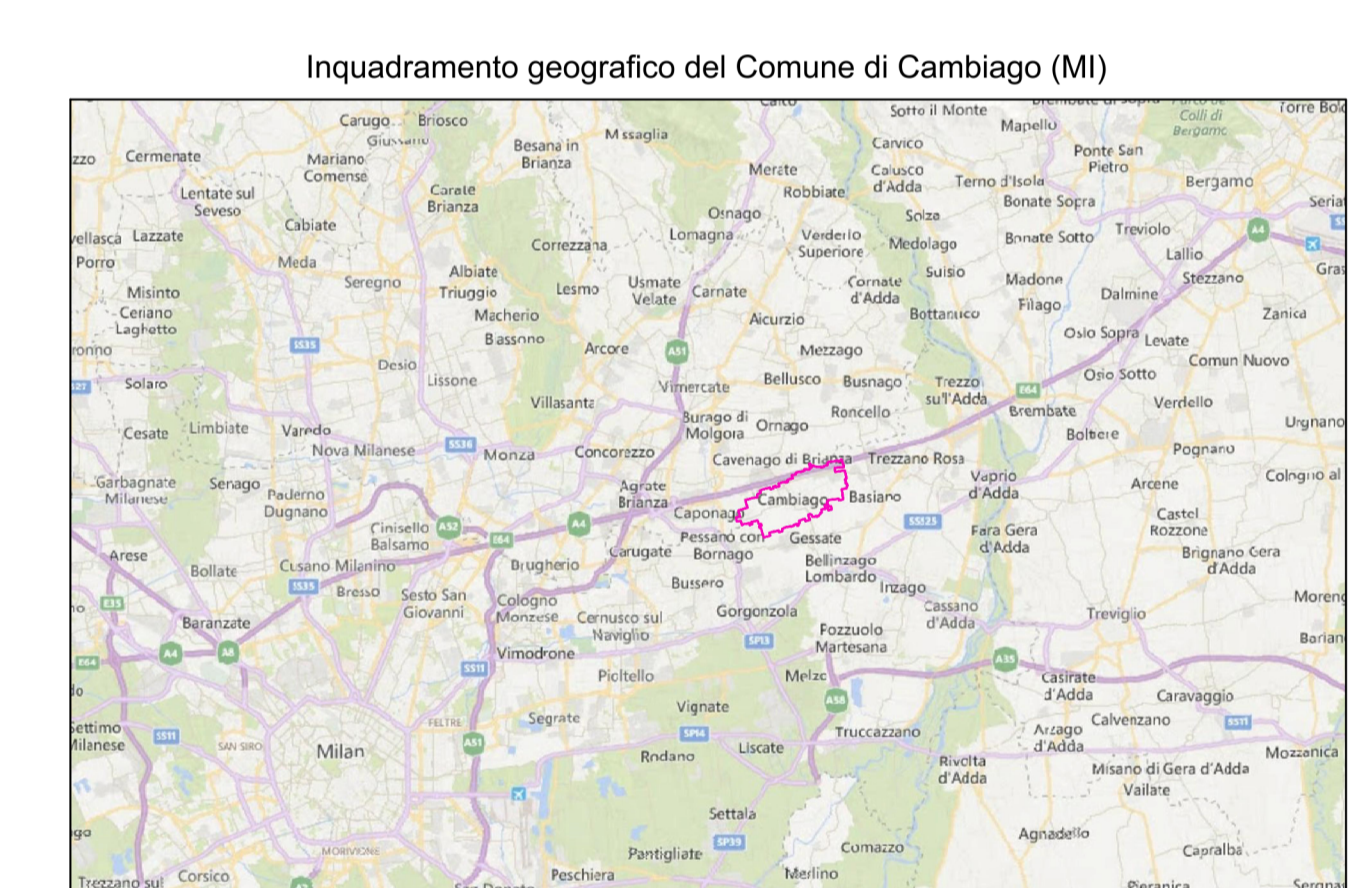 Inquadramento geografico del Comune di Cambiago (MI)
Carugo
Briosco
Mssaglia
Sotto il Monte
Mapello
Colli di
Bergamo
zzo
Cermenate
Mariano
Comense
Besana in
Brianza
Merate
Carvico
Calusco
d'Adda
Ponte San
Pietro
Terno d'Isola
Bergamo
Lentate sul
Seveso
Carate
Brianza
Robbiate
Bonate Sopra
Cabiate
Osnago
Solza
Treviolo
A4
vellasca
Lazzate
Correzzana
Lomagna
Verderio
Superiore
Medolago
Bonate Sotto
Lallio
Porro
Meda
Albiate
Triuggio
Suisio
Stezzano
Gras
Misinto
Seregno
Lesmo
Usmate
Velate
Carnate
Cornate
d'Adda
Madone
Dalmine
Ceriano
Laghetto
Macherio
Aicurzio
Bottanuco
Filago
Zanica
ronno
SS35
Biassono
Arcore
A51
Mezzago
Osio Sopra
Levate
Desio
Comun Nuovo
Solaro
Lissone
Vimercate
Bellusco
Busnago
Trezzo
sull'Adda
E64
Osio Sotto
Villasanta
Roncello
Brembate
Verdello
Cesate
Limbiate
Varedo
Burago di
Molgora
Ornago
Boltiere
Urgnano
Nova Milanese
SS36
Monza
Concorezzo
Cavenago di Brianza
Trezzano Rosa
Pognano
Garbagnate
Milanese
Senago
Paderno
Dugnano
Agrate
Brianza
Cambiago
Basiano
Vaprio
d'Adda
Arcene
Cologno al
Cinisello
Balsamo
A52
E64
A4
Caponago
SS125
Castel
Rozzone
Pessano con
Bornago
Gessate
Fara Gera
d'Adda
Arese
Bollate
Cusano Milanino
Brugherio
Carugate
Bellinzago
Lombardo
Brignano Gera
d'Adda
SS35
Bresso
Sesto San
Giovanni
Bussero
Inzago
E35
Cologno
Monzese
Cernusco sul
Naviglio
Gorgonzola
Cassano
d'Adda
Treviglio
Moreng
Baranzate
SP13
Fozzuolo
Martesana
Barian
E64
A4
A8
SS11
Vimodrone
Pioltello
Melzo
A35
Casirate
d'Adda
Caravaggio
A58
Settimo
Milanese
SS11
SAN SIRO
FELTRE
Segrate
Vignate
SP14
Truccazzano
Arzago
d'Adda
Calvenzano
SS11
Milan
A51
Rodano
Liscate
Rivolta
d'Adda
Misano di Gera d'Adda
Mozzanica
Vailate
Settala
Agnadello
MORIVIONE
Pantigliate
SP39
Comazzo
Capralba
Corsico
Peschiera
Merlino